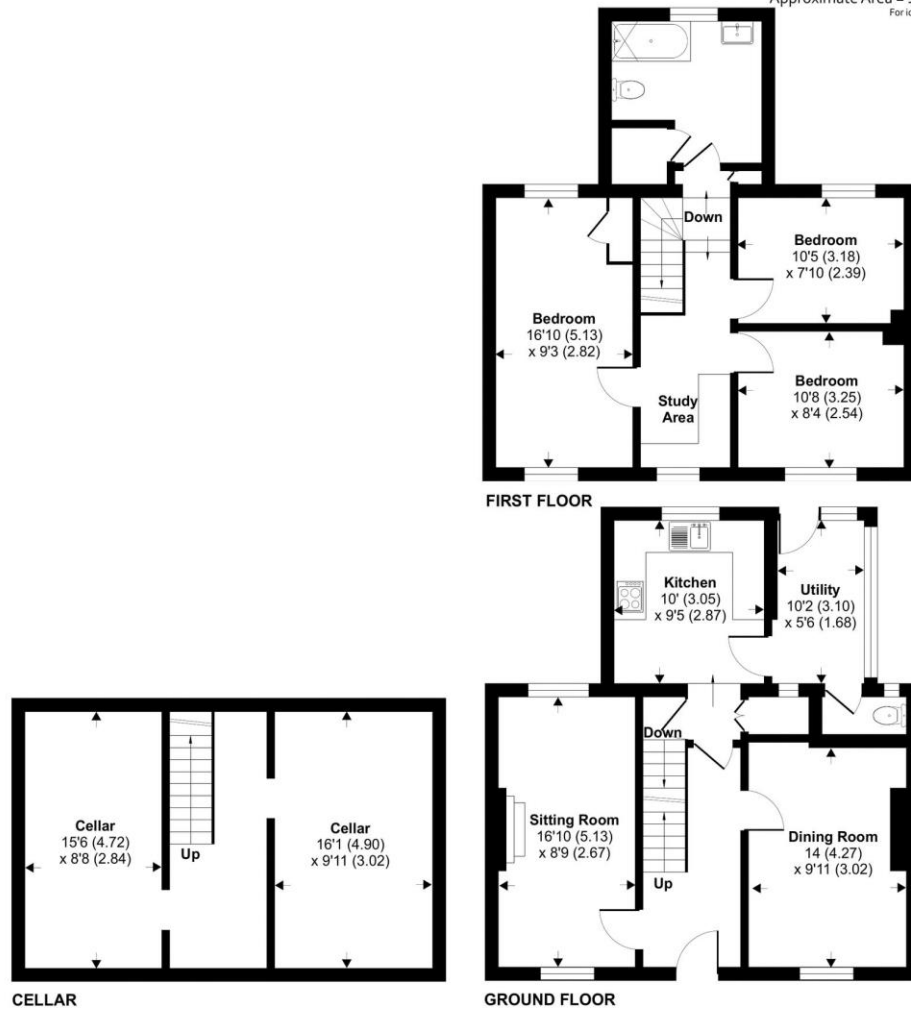 Approximate Area =
For
Down
Bedroom
10'5 (3.18)
x 7'10 (2.39)
Bedroom
16'10 (5.13)
x 9'3 (2.82)
Bedroom
10'8 (3.25)
x 8'4 (2.54)
Study
Area
FIRST FLOOR
Kitchen
10' (3.05)
x 9'5 (2.87)
Utility
10'2 (3.10)
x 5'6 (1.68)
Down
Sitting Room
16'10 (5.13)
x 8'9 (2.67)
Up
Dining Room
14 (4.27)
x 9'11 (3.02)
GROUND FLOOR
Cellar
15'6 (4.72)
x 8'8 (2.84)
Up
Cellar
16'1 (4.90)
x 9'11 (3.02)
CELLAR